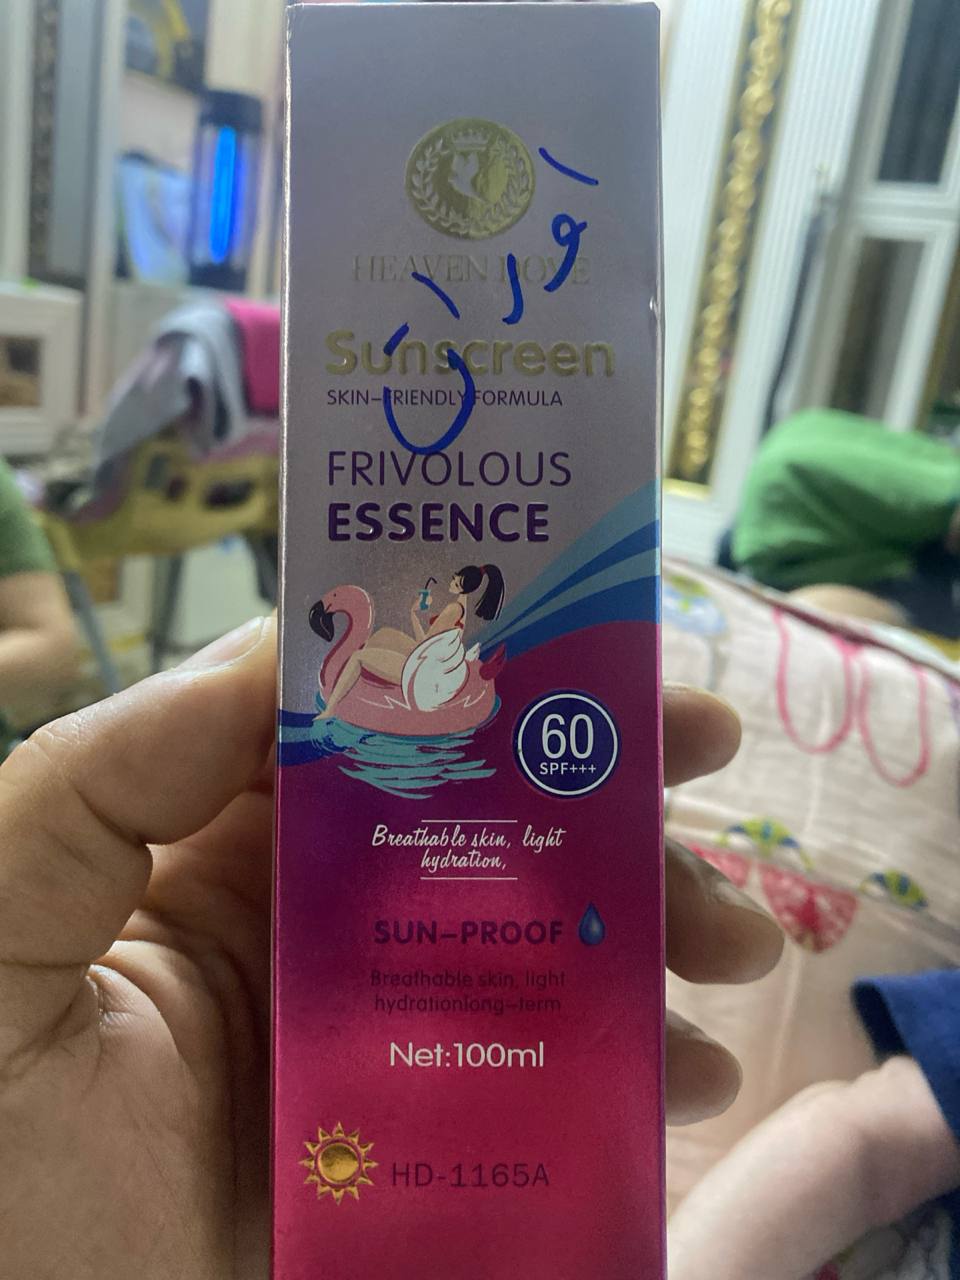 HEAVEN DOVE
Sunscreen
SKIN-FRIENDLY FORMULA
FRIVOLOUS
ESSENCE
60
SPF+++
Breathable skin, light
hydration,
SUN-PROOF
Breathable skin, light
hydrationlong-term
Net:100ml
HD-1165A